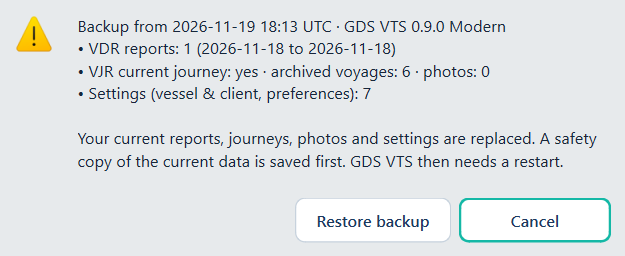 Backup from 2026-11-19 18:13 UTC · GDS VTS 0.9.0 Modern
• VDR reports: 1 (2026-11-18 to 2026-11-18)
• VJR current journey: yes · archived voyages: 6 · photos: 0
• Settings (vessel & client, preferences): 7
Your current reports, journeys, photos and settings are replaced. A safety
copy of the current data is saved first. GDS VTS then needs a restart.
Restore backup
Cancel